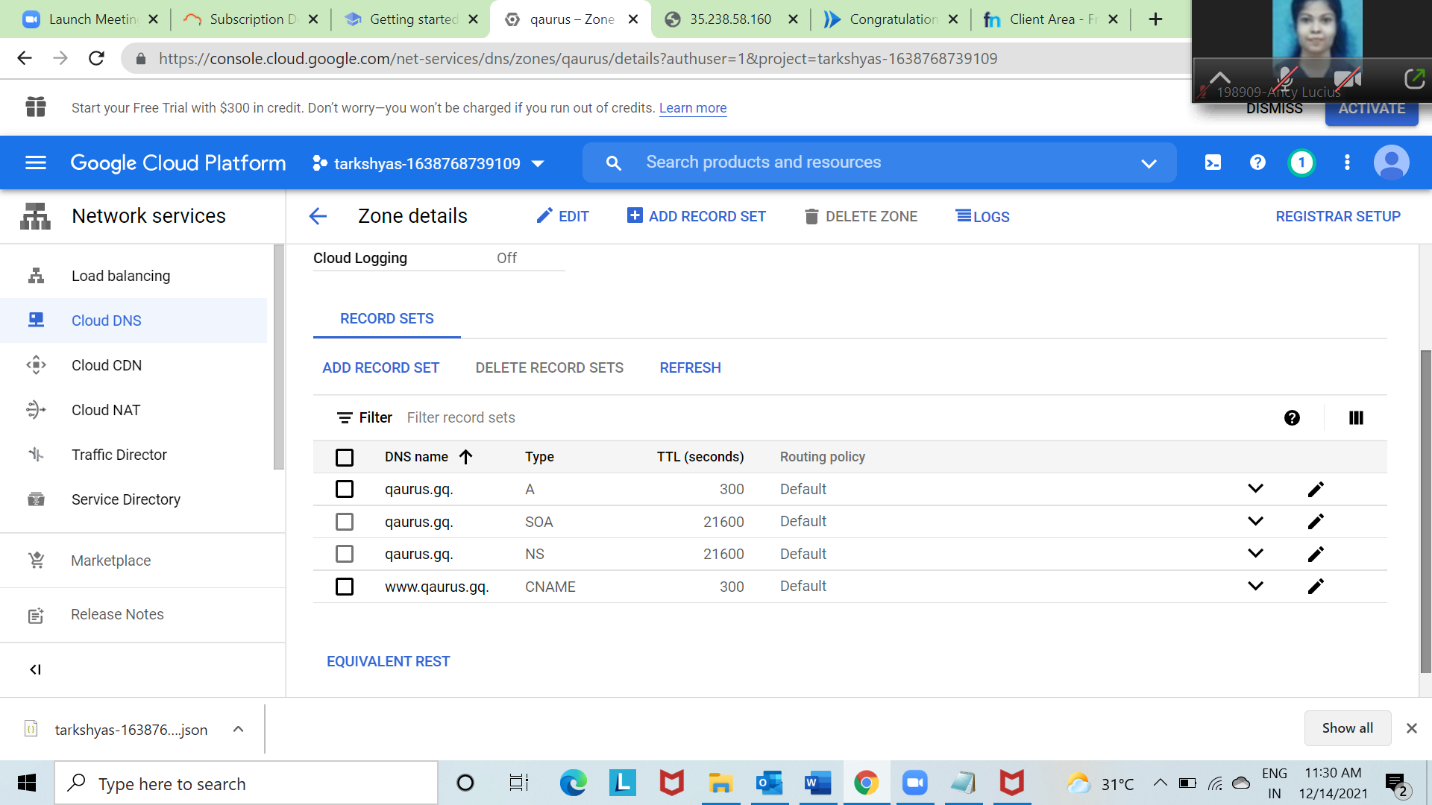 Launch Meetin
Subscription D
Getting started
qaurus – Zone
35.238.58.160
Congratulation
Client Area - Fr
https://console.cloud.google.com/net-services/dns/zones/qaurus/details?authuser=1&project=tarkshyas-1638768739109
198909-Ancy Lucius
Start your Free Trial with $300 in credit. Don't worry—you won't be charged if you run out of credits. Learn more
DISMISS
ACTIVATE
Google Cloud Platform
tarkshyas-1638768739109
Search products and resources
1
Network services
Zone details
EDIT
ADD RECORD SET
DELETE ZONE
LOGS
REGISTRAR SETUP
Cloud Logging Off
Load balancing
Cloud DNS
Cloud CDN
Cloud NAT
Traffic Director
Service Directory
Marketplace
Release Notes
RECORD SETS
ADD RECORD SET
DELETE RECORD SETS
REFRESH
Filter Filter record sets
DNS name Type TTL (seconds) Routing policy
qaurus.gq. A 300 Default
qaurus.gq. SOA 21600 Default
qaurus.gq. NS 21600 Default
www.qaurus.gq. CNAME 300 Default
EQUIVALENT REST
tarkshyas-163876....json
Show all
Type here to search
31°C
ENG
IN
11:30 AM
12/14/2021
2